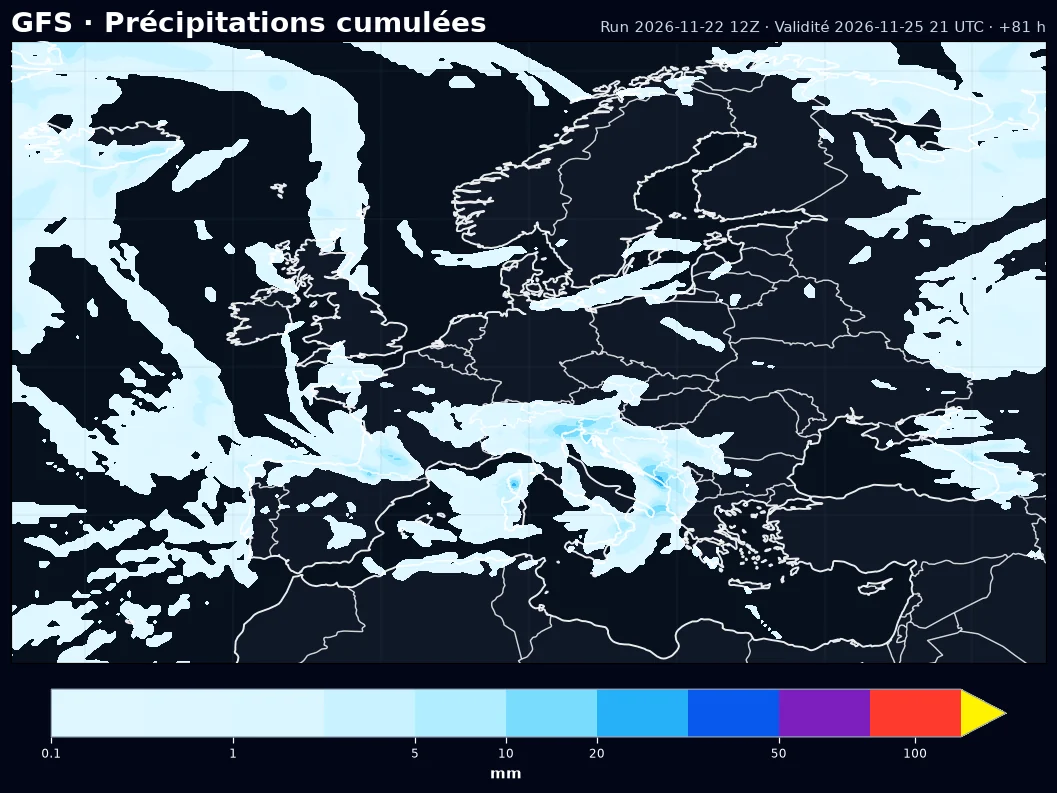 GFS · Précipitations cumulées
Run 2026-11-22 12Z · Validité 2026-11-25 21 UTC · +81 h
0.1 1 5 10 20 50 100
mm